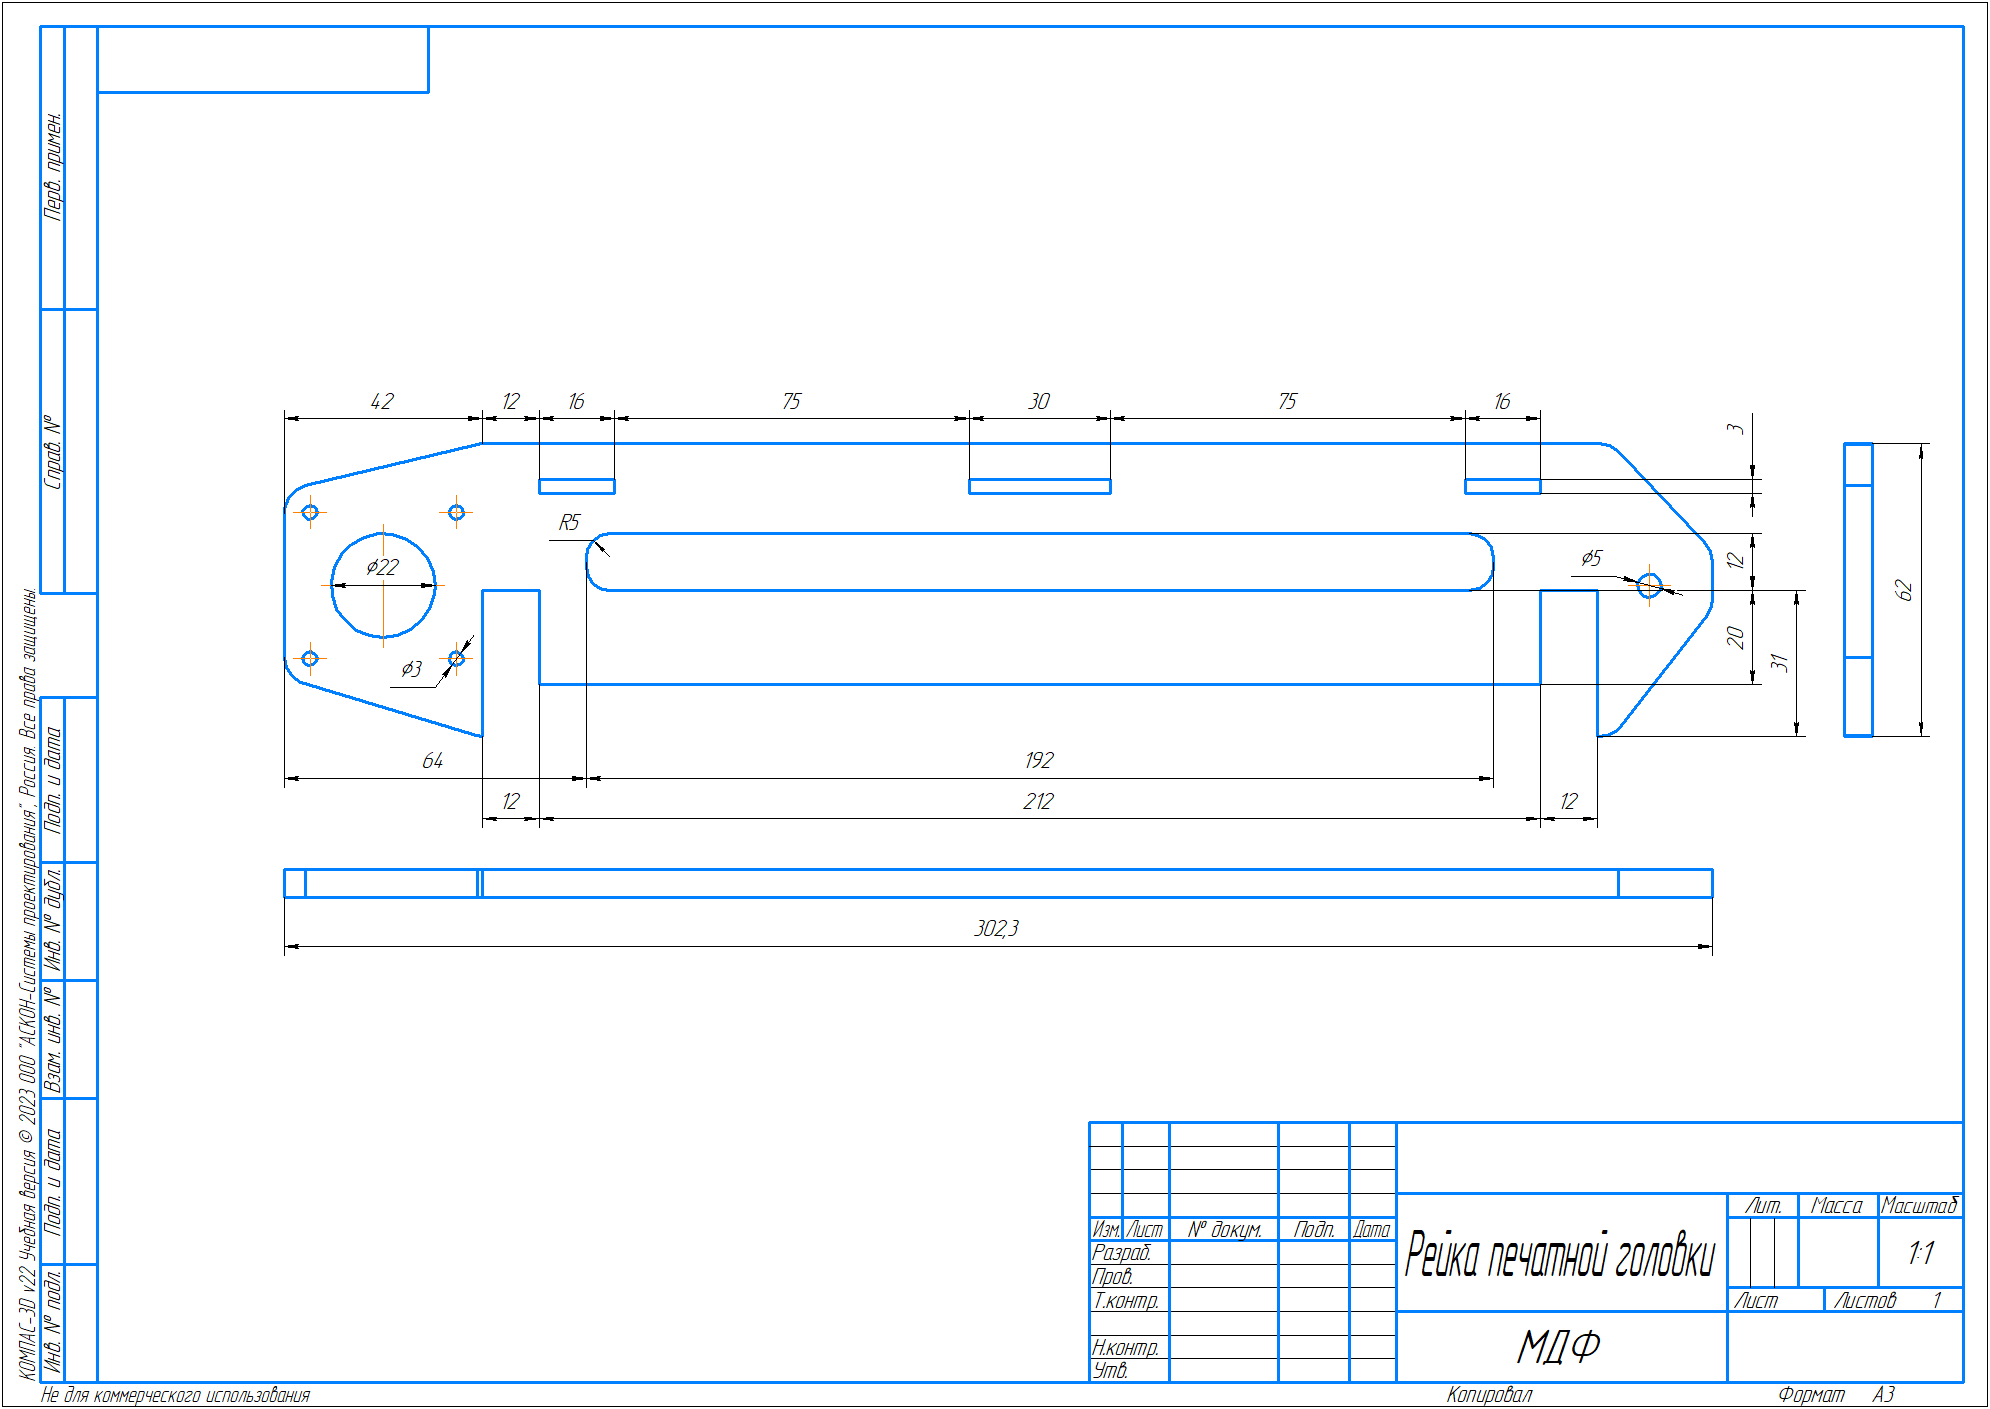 Перв. примен.
Справ. №
Подп. и дата
Инв. № дубл.
Взам. инв. №
Подп. и дата
Инв. № подл.
КОМПАС-3D v22 Учебная версия © 2023 ООО "АСКОН-Системы проектирования", Россия. Все права защищены.
42 12 16 75 30 75 16
3
R5
⌀22
⌀5
12
62
20
31
⌀3
64 192
12 212 12
302,3
Изм. Лист № докум. Подп. Дата
Разраб.
Пров.
Т.контр.
Н.контр.
Утв.
Рейка печатной головки
МДФ
Лит. Масса Масштаб
1:1
Лист Листов 1
Не для коммерческого использования
Копировал
Формат А3